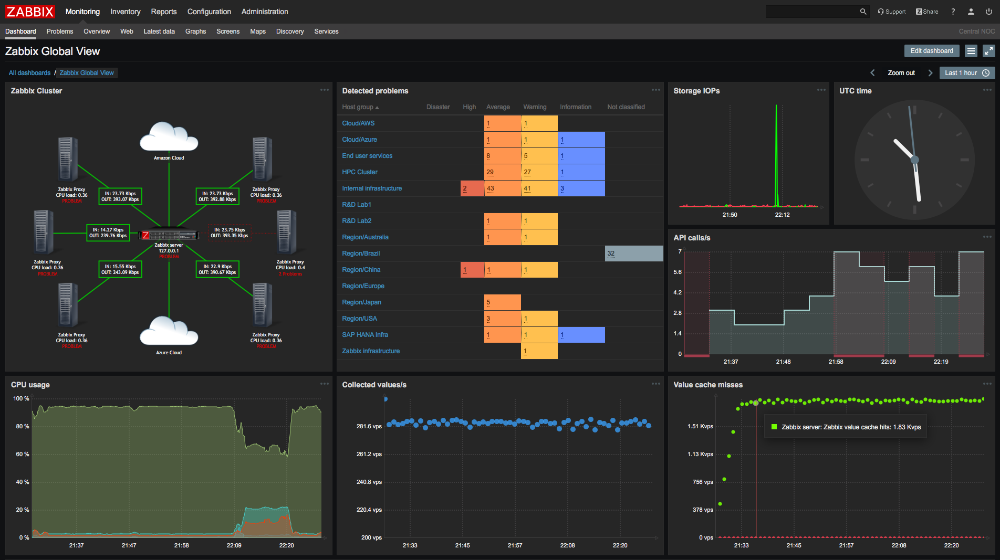 ZABBIX Monitoring Inventory Reports Configuration Administration Support Z Share ?
Dashboard Problems Overview Web Latest data Graphs Screens Maps Discovery Services Central NOC
Zabbix Global View Edit dashboard
All dashboards / Zabbix Global View Zoom out Last 1 hour
Zabbix Cluster
Amazon Cloud
Zabbix Proxy
CPU load: 0.36
PROBLEM
IN: 23.73 Kbps
OUT: 393.07 Kbps
IN: 23.73 Kbps
OUT: 392.88 Kbps
Zabbix Proxy
CPU load: 0.36
PROBLEM
IN: 14.27 Kbps
OUT: 239.76 Kbps
Z
IN: 23.75 Kbps
OUT: 393.35 Kbps
Zabbix server
127.0.0.1
PROBLEM
Zabbix Proxy
CPU load: 0.36
PROBLEM
IN: 15.55 Kbps
OUT: 243.09 Kbps
IN: 22.9 Kbps
OUT: 390.67 Kbps
Zabbix Proxy
CPU load: 0.4
2 Problems
Zabbix Proxy
CPU load: 0.36
PROBLEM
Azure Cloud
Zabbix Proxy
CPU load: 0.36
PROBLEM
Detected problems
Host group Disaster High Average Warning Information Not classified
Cloud/AWS 1 1
Cloud/Azure 1 1 1
End user services 8 5 1
HPC Cluster 29 27 1
Internal infrastructure 2 43 41 3
R&D Lab1
R&D Lab2 1 1
Region/Australia 1 1
Region/Brazil 32
Region/China 1 1 1
Region/Europe
Region/Japan 5
Region/USA 3 1
SAP HANA Infra 1 1 1
Zabbix infrastructure 1
Storage IOPs
21:50 22:12
UTC time
API calls/s
7
5.6
4.2
2.8
1.4
0
21:37 21:48 21:58 22:09 22:19
CPU usage
100 %
80 %
60 %
40 %
20 %
0 %
21:37 21:47 21:58 22:09 22:20
Collected values/s
281.6 vps
261.2 vps
240.8 vps
220.4 vps
200 vps
21:33 21:45 21:57 22:08 22:20
Value cache misses
Zabbix server: Zabbix value cache hits: 1.83 Kvps
1.51 Kvps
1.13 Kvps
756 vps
378 vps
0 vps
21:33 21:45 21:57 22:08 22:20